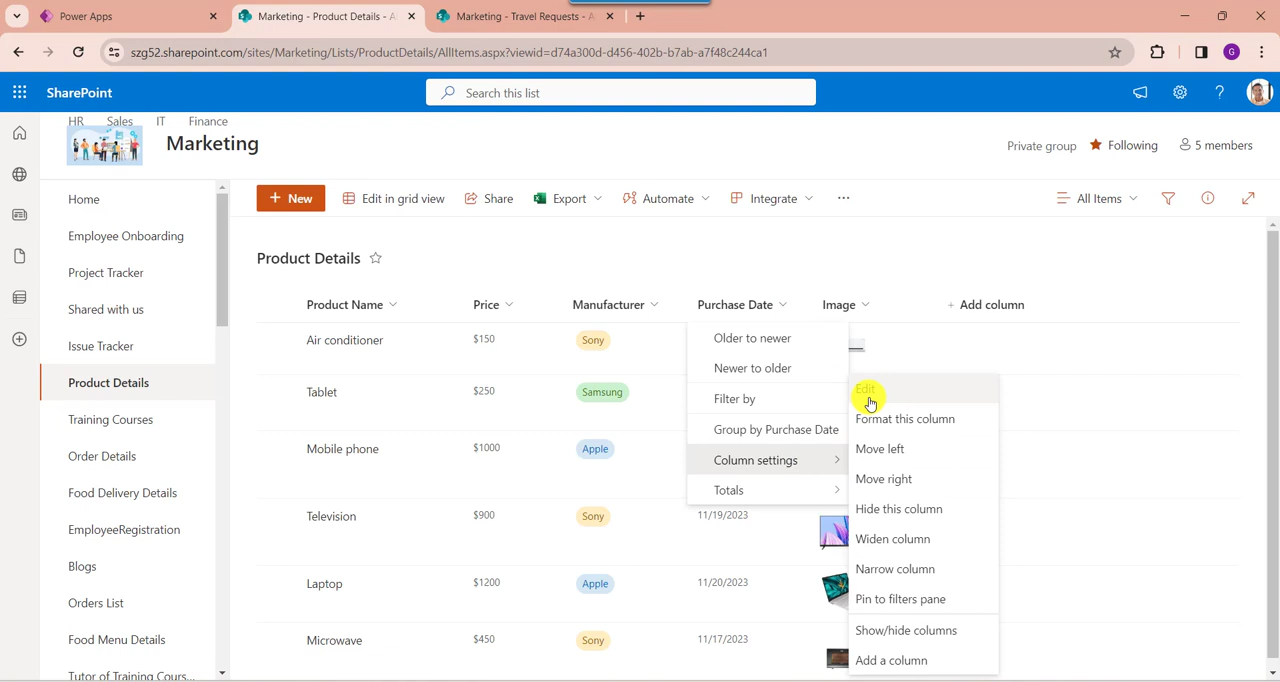 Power Apps
Marketing - Product Details - A
Marketing - Travel Requests - A
szg52.sharepoint.com/sites/Marketing/Lists/ProductDetails/AllItems.aspx?viewid=d74a300d-d456-402b-b7ab-a7f48c244ca1
G
SharePoint
Search this list
?
HR Sales IT Finance
Marketing
Private group
Following
5 members
Home
Employee Onboarding
Project Tracker
Shared with us
Issue Tracker
Product Details
Training Courses
Order Details
Food Delivery Details
EmployeeRegistration
Blogs
Orders List
Food Menu Details
Tutor of Training Cours...
+ New
Edit in grid view
Share
Export
Automate
Integrate
...
All Items
Product Details
Product Name Price Manufacturer Purchase Date Image + Add column
Air conditioner $150 Sony
Tablet $250 Samsung
Mobile phone $1000 Apple
Television $900 Sony 11/19/2023
Laptop $1200 Apple 11/20/2023
Microwave $450 Sony 11/17/2023
Older to newer
Newer to older
Filter by
Group by Purchase Date
Column settings
Totals
Edit
Format this column
Move left
Move right
Hide this column
Widen column
Narrow column
Pin to filters pane
Show/hide columns
Add a column